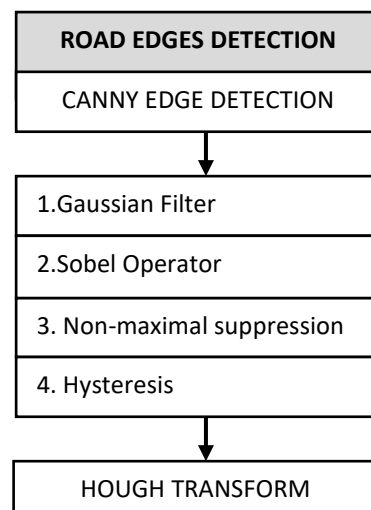 ROAD EDGES DETECTION
CANNY EDGE DETECTION
1.Gaussian Filter
2.Sobel Operator
3. Non-maximal suppression
4. Hysteresis
HOUGH TRANSFORM